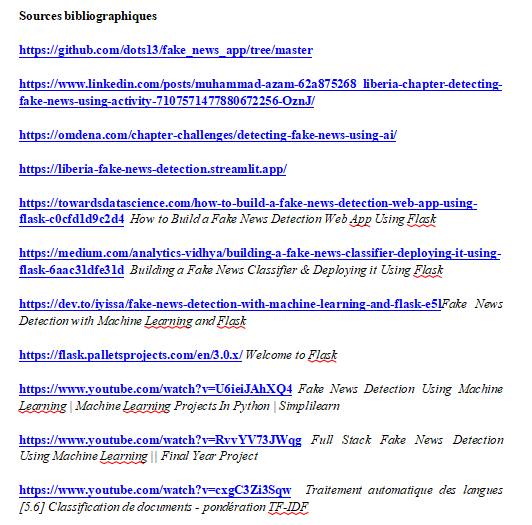 Sources bibliographiques
https://github.com/dots13/fake_news_app/tree/master
https://www.linkedin.com/posts/muhammad-azam-62a875268_liberia-chapter-detecting-
fake-news-using-activity-7107571477880672256-OznJ/
https://omdena.com/chapter-challenges/detecting-fake-news-using-ai/
https://liberia-fake-news-detection.streamlit.app/
https://towardsdatascience.com/how-to-build-a-fake-news-detection-web-app-using-
flask-c0cfd1d9c2d4 How to Build a Fake News Detection Web App Using Flask
https://medium.com/analytics-vidhya/building-a-fake-news-classifier-deploying-it-using-
flask-6aac31dfe31d Building a Fake News Classifier & Deploying it Using Flask
https://dev.to/iyissa/fake-news-detection-with-machine-learning-and-flask-e5lFake News
Detection with Machine Learning and Flask
https://flask.palletsprojects.com/en/3.0.x/ Welcome to Flask
https://www.youtube.com/watch?v=U6ieiJAhXQ4 Fake News Detection Using Machine
Learning | Machine Learning Projects In Python | Simplilearn
https://www.youtube.com/watch?v=RvvYV73JWqg Full Stack Fake News Detection
Using Machine Learning || Final Year Project
https://www.youtube.com/watch?v=cxgC3Zi3Sqw Traitement automatique des langues
[5.6] Classification de documents - pondération TF-IDF